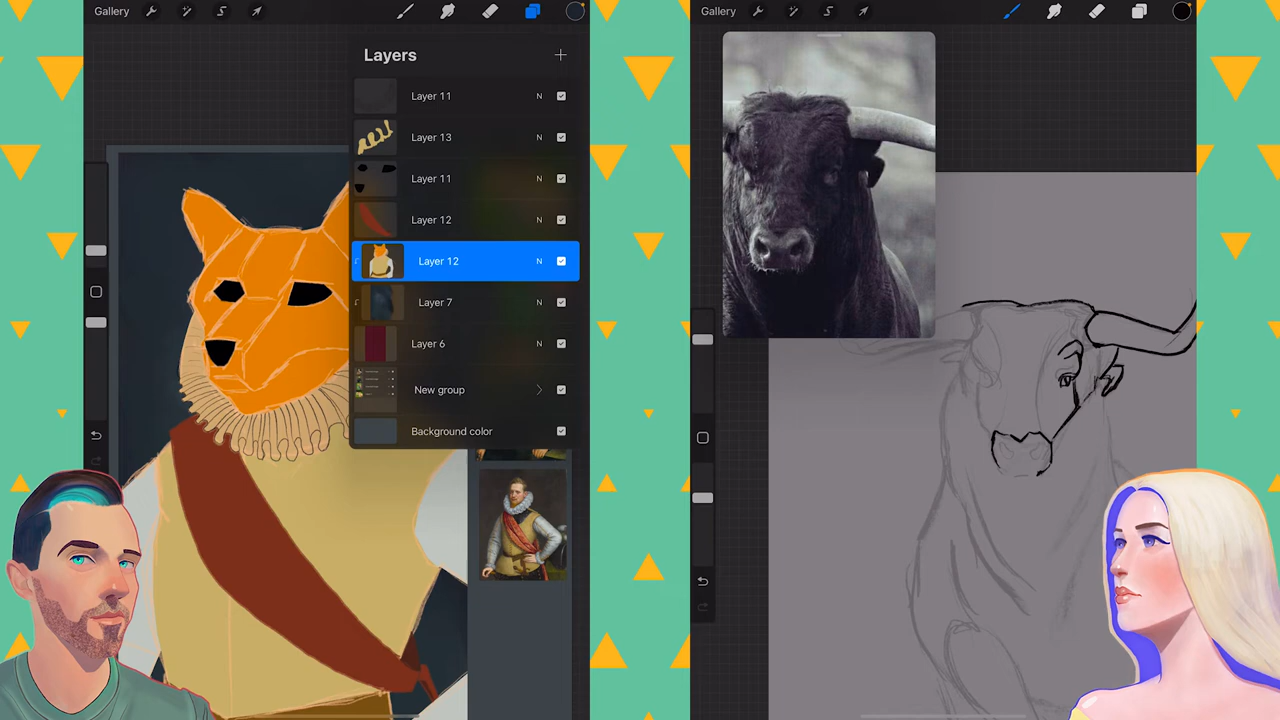 Gallery
Layers
Layer 11 N
Layer 13 N
Layer 11 N
Layer 12 N
Layer 12 N
Layer 7 N
Layer 6 N
New group
Background color
Gallery